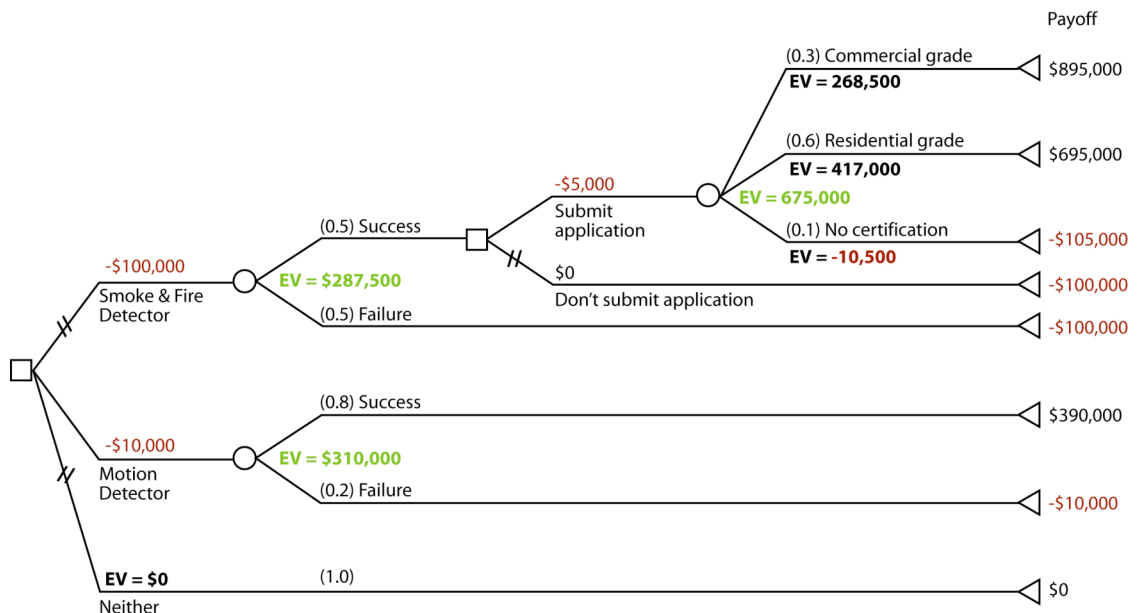 Payoff
(0.3) Commercial grade
EV = 268,500
$895,000
(0.6) Residential grade
EV = 417,000
$695,000
-$5,000
Submit
application
EV = 675,000
(0.1) No certification
EV = -10,500
-$105,000
(0.5) Success
$0
Don't submit application
-$100,000
-$100,000
Smoke & Fire
Detector
EV = $287,500
(0.5) Failure
-$100,000
(0.8) Success
$390,000
-$10,000
Motion
Detector
EV = $310,000
(0.2) Failure
-$10,000
EV = $0
(1.0)
Neither
$0